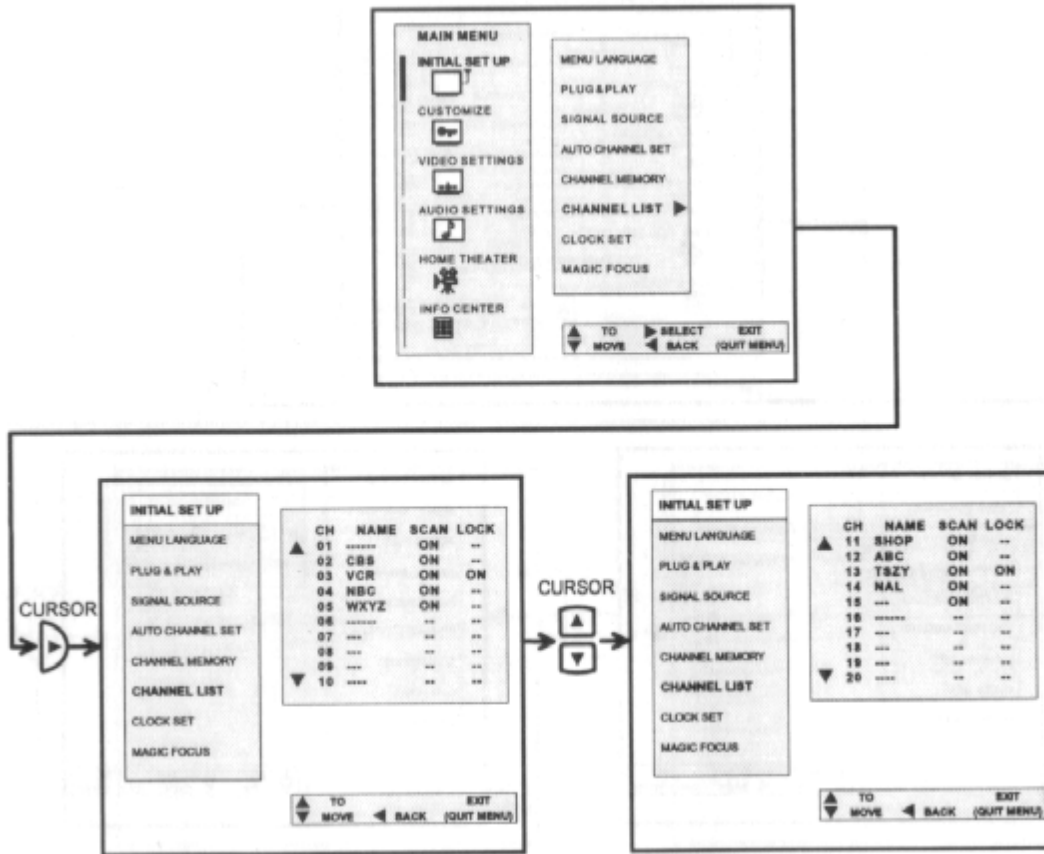 MAIN MENU
INITIAL SET UP
CUSTOMIZE
VIDEO SETTINGS
AUDIO SETTINGS
HOME THEATER
INFO CENTER
MENU LANGUAGE
PLUG&PLAY
SIGNAL SOURCE
AUTO CHANNEL SET
CHANNEL MEMORY
CHANNEL LIST
CLOCK SET
MAGIC FOCUS
TO SELECT EXIT
MOVE BACK (QUIT MENU)
CURSOR
INITIAL SET UP
MENU LANGUAGE
PLUG & PLAY
SIGNAL SOURCE
AUTO CHANNEL SET
CHANNEL MEMORY
CHANNEL LIST
CLOCK SET
MAGIC FOCUS
CH NAME SCAN LOCK
01 ------ ON --
02 CBS ON --
03 VCR ON ON
04 NBC ON --
05 WXYZ ON --
06 ------ -- --
07 --- -- --
08 --- -- --
09 --- -- --
10 ---- -- --
TO EXIT
MOVE BACK (QUIT MENU)
CURSOR
INITIAL SET UP
MENU LANGUAGE
PLUG & PLAY
SIGNAL SOURCE
AUTO CHANNEL SET
CHANNEL MEMORY
CHANNEL LIST
CLOCK SET
MAGIC FOCUS
CH NAME SCAN LOCK
11 SHOP ON --
12 ABC ON --
13 TSZY ON ON
14 NAL ON --
15 --- ON --
16 ------ -- --
17 --- -- --
18 --- -- --
19 --- -- --
20 ---- -- --
TO EXIT
MOVE BACK (QUIT MENU)